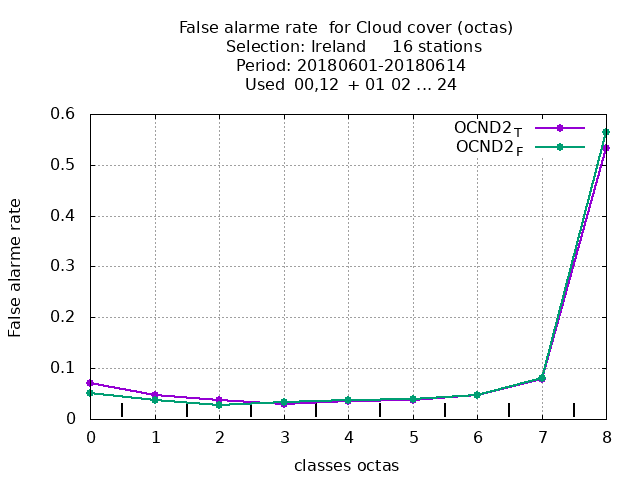 False alarme rate  for Cloud cover (octas)
Selection: Ireland     16 stations
Period: 20180601-20180614
Used  00,12  + 01 02 ... 24
OCND2_T
OCND2_F
False alarme rate
0.6
0.5
0.4
0.3
0.2
0.1
0
0 1 2 3 4 5 6 7 8
classes octas